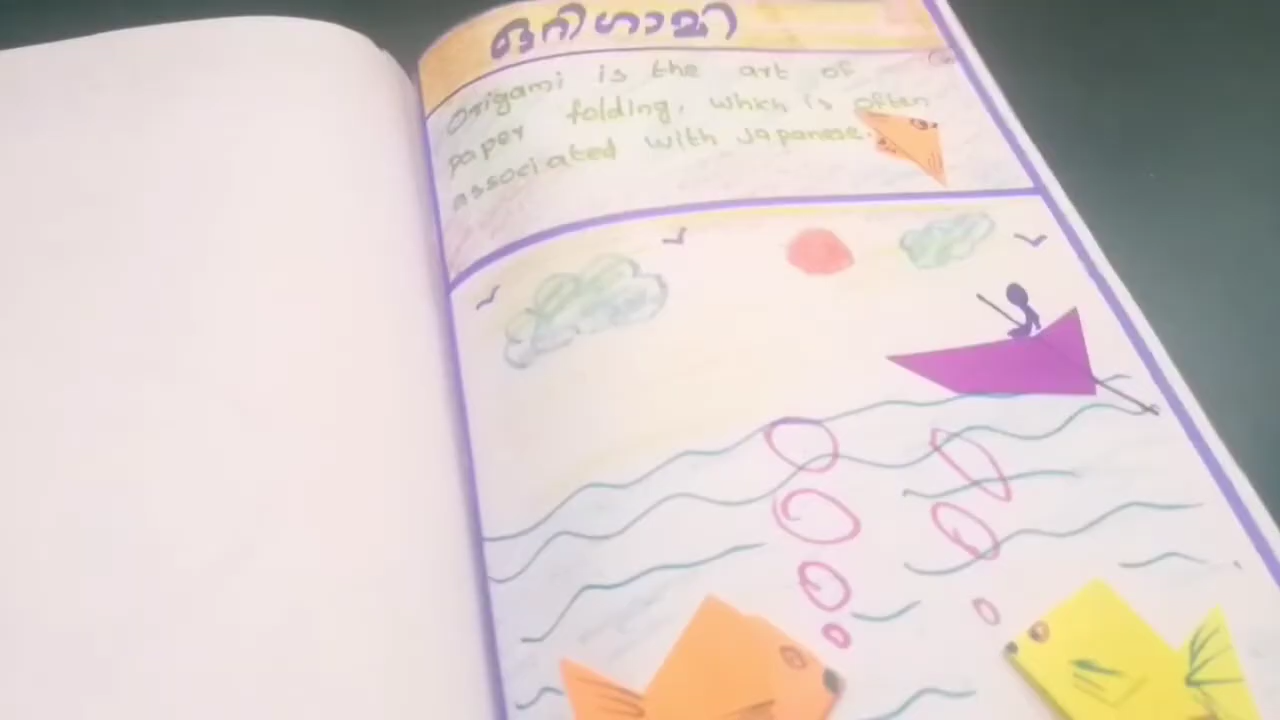 ഒറിഗാമി
Origami is the art of
paper folding, which is often
associated with Japanese.